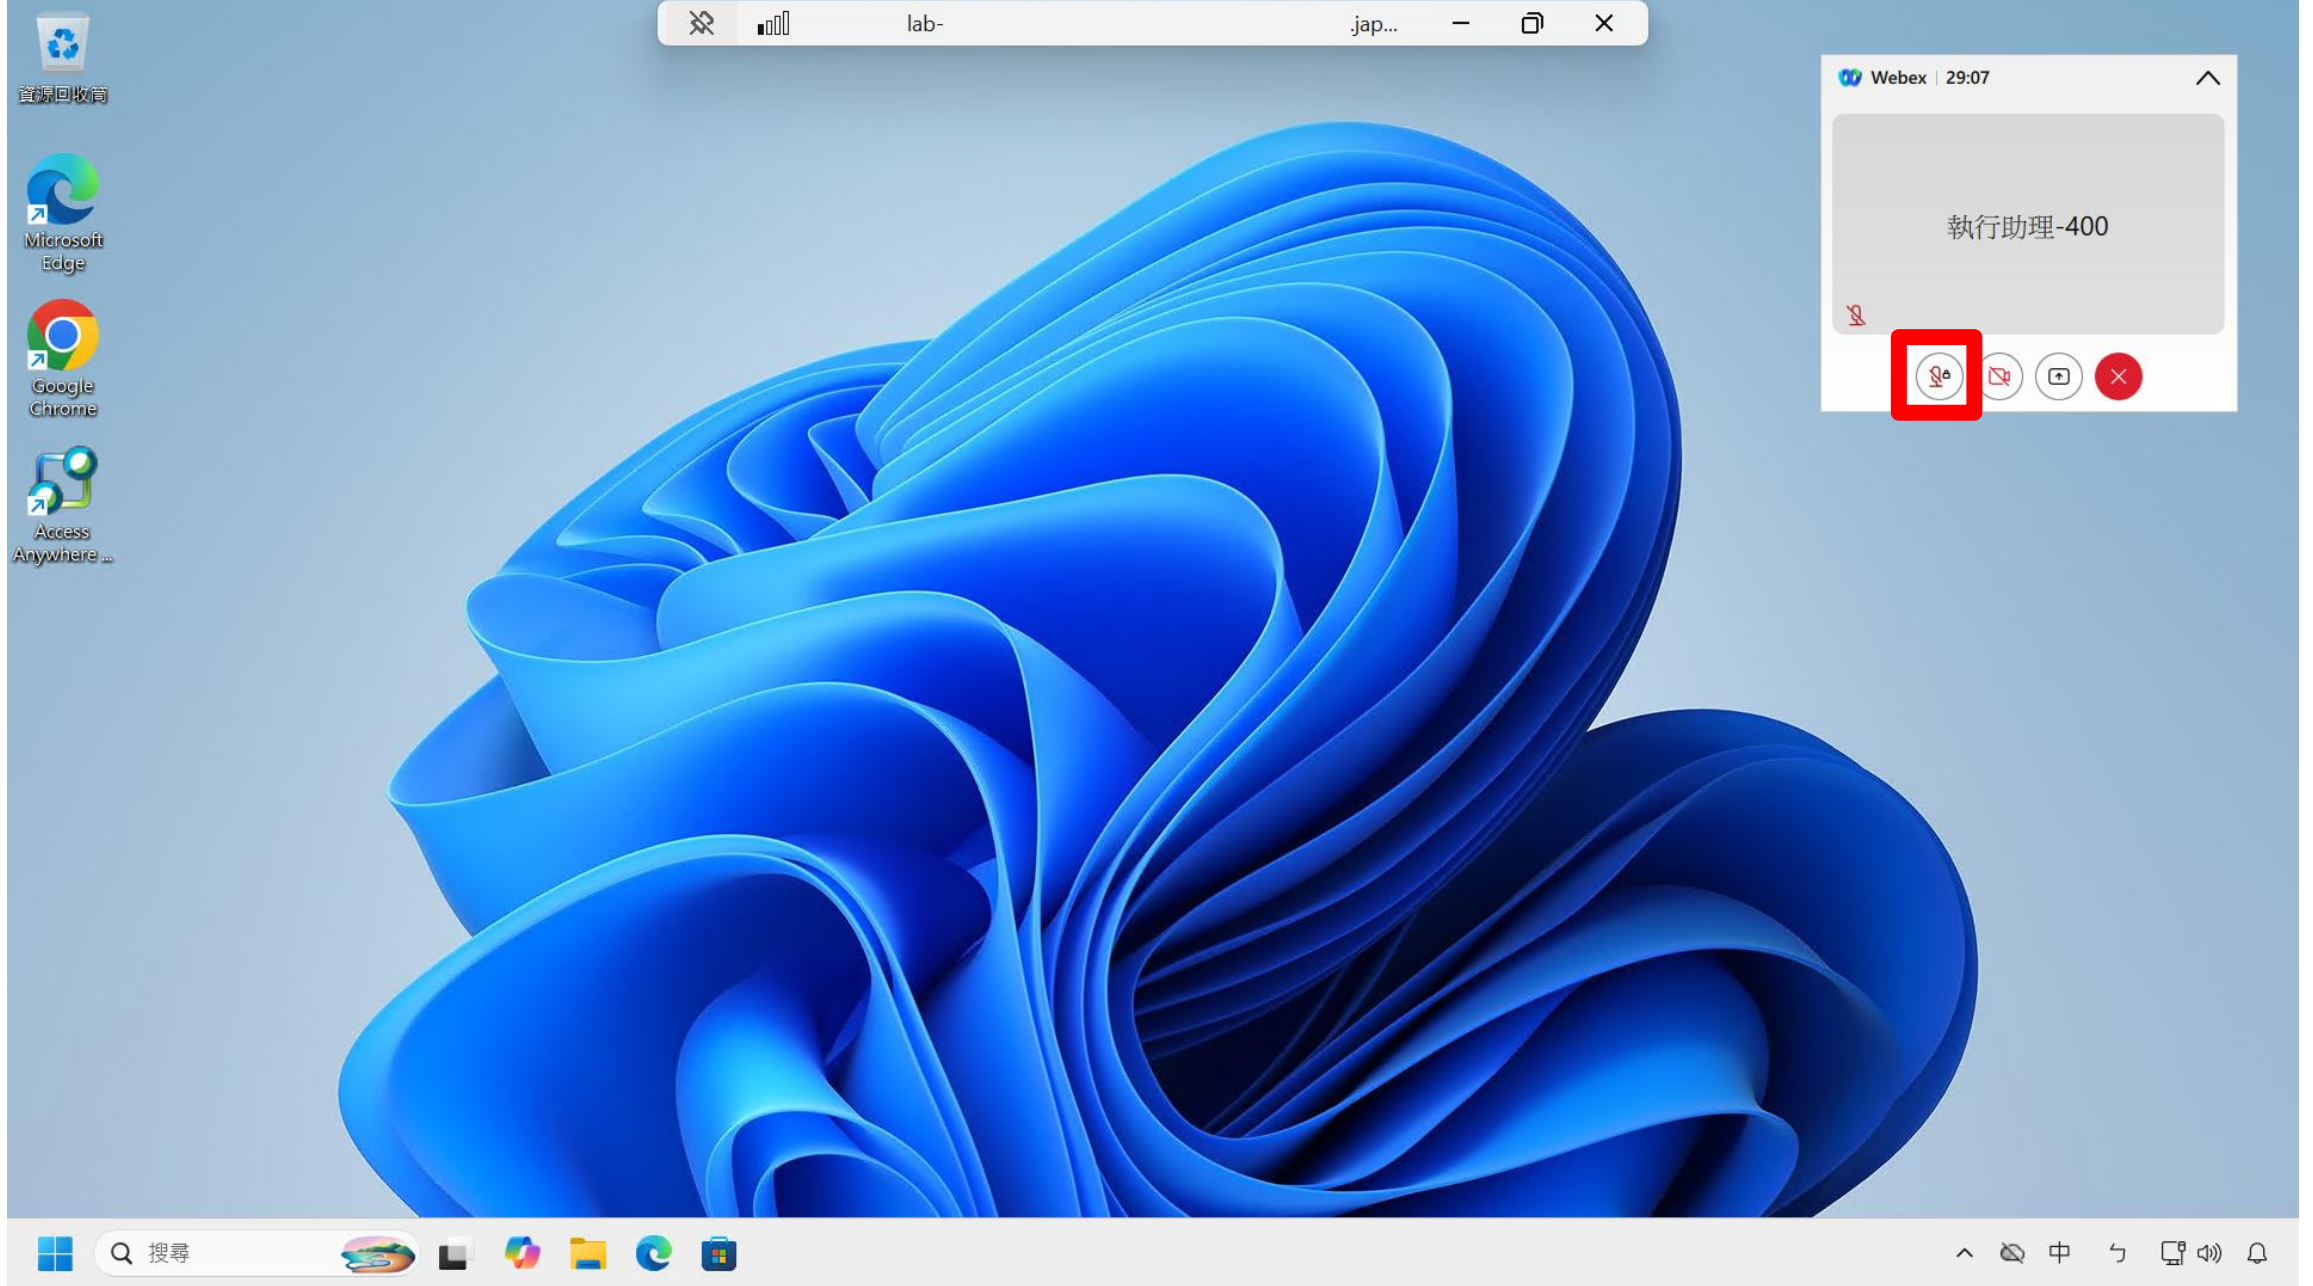 lab-
.jap...
資源回收筒
Microsoft
Edge
Google
Chrome
Access
Anywhere ...
Webex
29:07
執行助理-400
搜尋
中
ㄣ